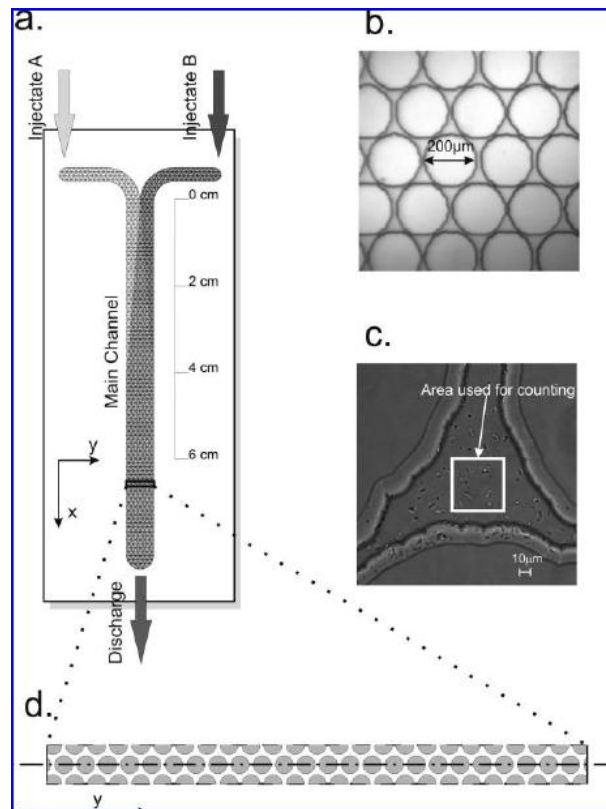 a.
Injectate A
Injectate B
0 cm
2 cm
4 cm
6 cm
Main Channel
y
x
Discharge
b.
200µm
c.
Area used for counting
10µm
d.
y